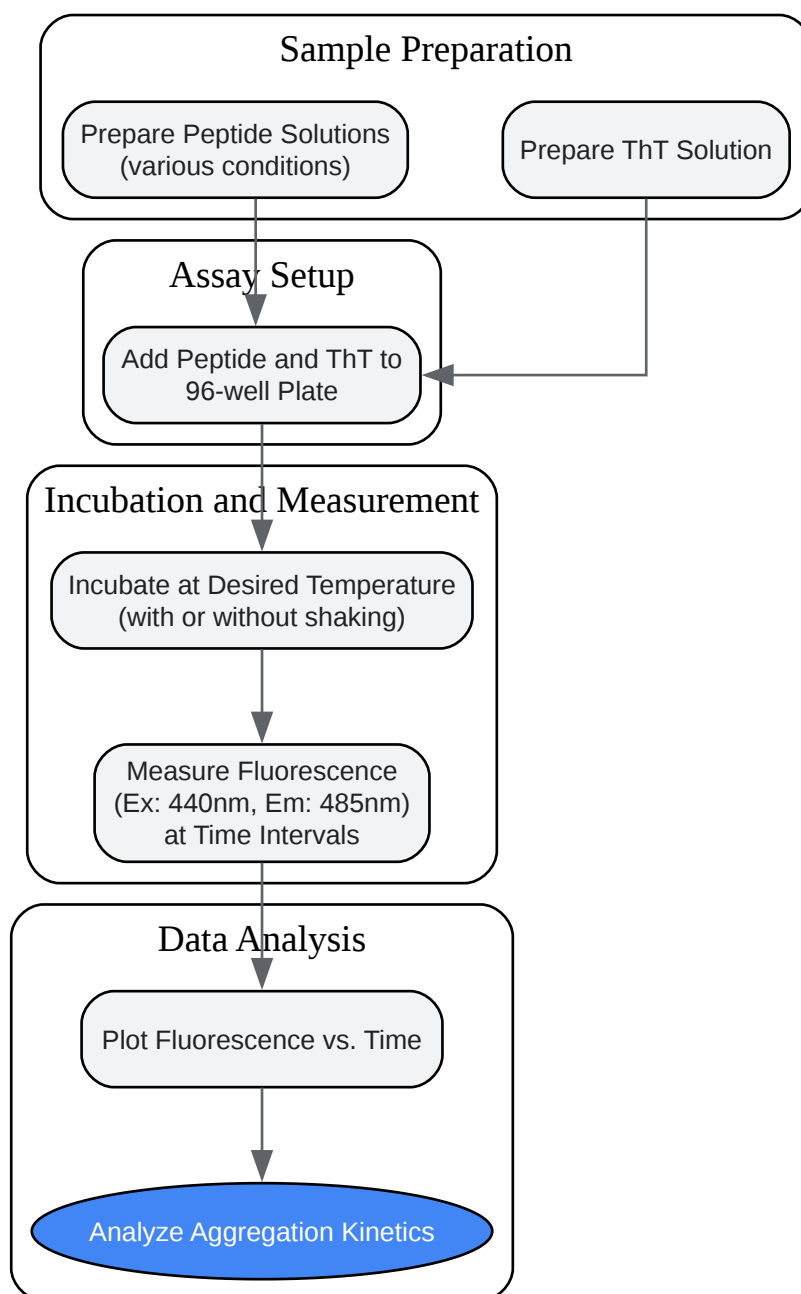 Sample Preparation
Prepare Peptide Solutions
(various conditions)
Prepare ThT Solution
Assay Setup
Add Peptide and ThT to
96-well Plate
Incubation and Measurement
Incubate at Desired Temperature
(with or without shaking)
Measure Fluorescence
(Ex: 440nm, Em: 485nm)
at Time Intervals
Data Analysis
Plot Fluorescence vs. Time
Analyze Aggregation Kinetics